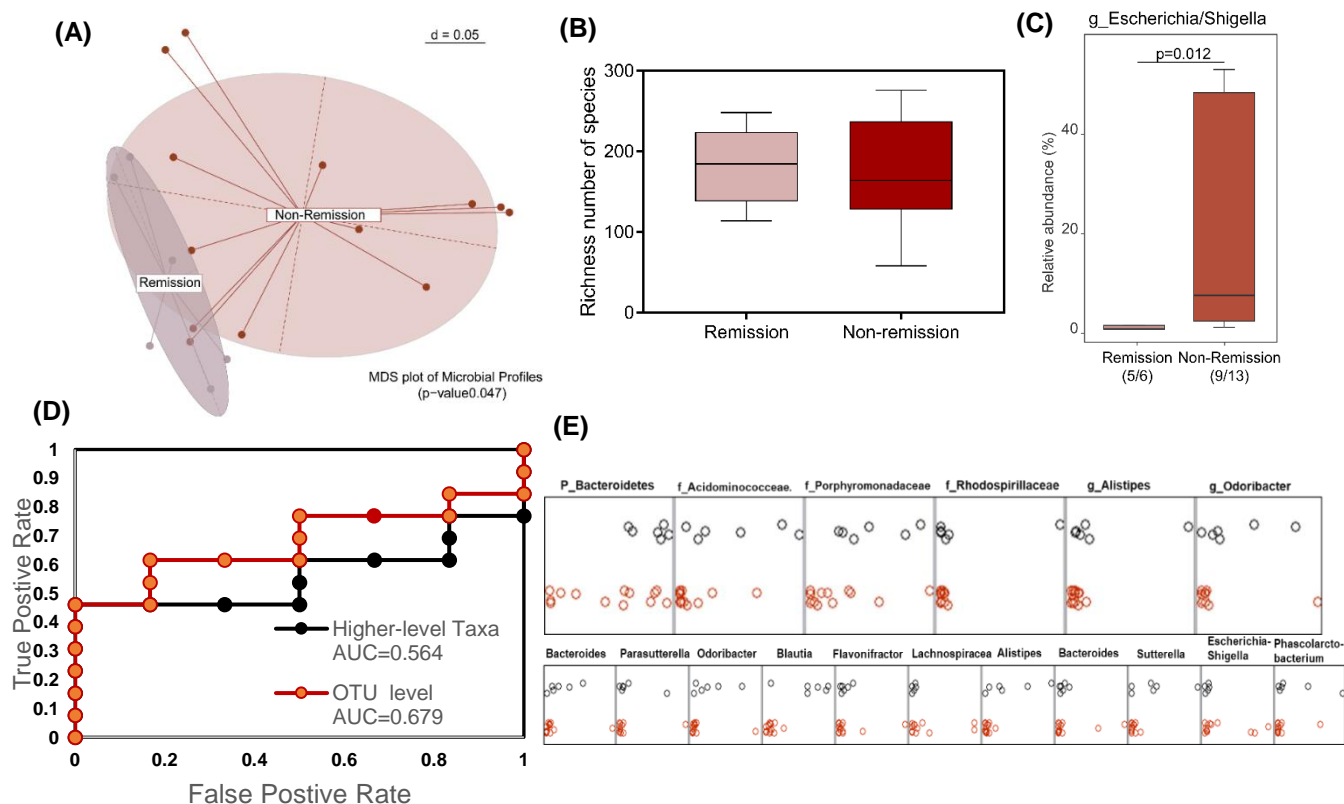 (A)
d = 0.05
Non-Remission
Remission
MDS plot of Microbial Profiles
(p-value0.047)
(B)
Richness number of species
300
200
100
0
Remission
Non-remission
(C)
g_Escherichia/Shigella
p=0.012
Relative abundance (%)
40
20
0
Remission
(5/6)
Non-Remission
(9/13)
(D)
True Postive Rate
1
0.9
0.8
0.7
0.6
0.5
0.4
0.3
0.2
0.1
0
0 0.2 0.4 0.6 0.8 1
False Postive Rate
Higher-level Taxa
AUC=0.564
OTU level
AUC=0.679
(E)
P_Bacteroidetes f_Acidominococceae. f_Porphyromonadaceae f_Rhodospirillaceae g_Alistipes g_Odoribacter
Bacteroides Parasutterella Odoribacter Blautia Flavonifractor Lachnospiracea Alistipes Bacteroides Sutterella
Escherichia-
Shigella
Phascolarcto-
bacterium